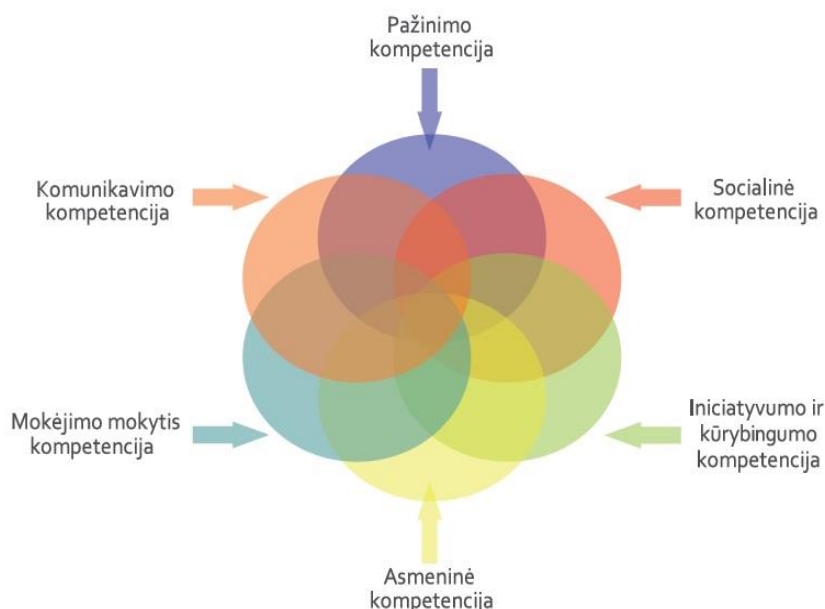 Pažinimo
kompetencija
Komunikavimo
kompetencija
Socialinė
kompetencija
Mokėjimo mokytis
kompetencija
Iniciatyvumo ir
kūrybingumo
kompetencija
Asmeninė
kompetencija